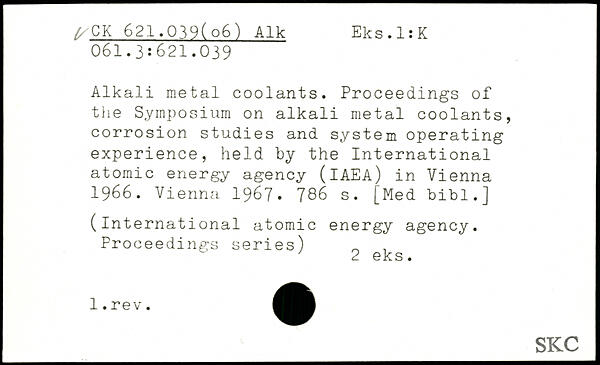 ✓CK 621.039(o6) Alk Eks.1:K
061.3:621.039
Alkali metal coolants. Proceedings of
the Symposium on alkali metal coolants,
corrosion studies and system operating
experience, held by the International
atomic energy agency (IAEA) in Vienna
1966. Vienna 1967. 786 s. [Med bibl.]
(International atomic energy agency.
Proceedings series)
2 eks.
1.rev.
SKC